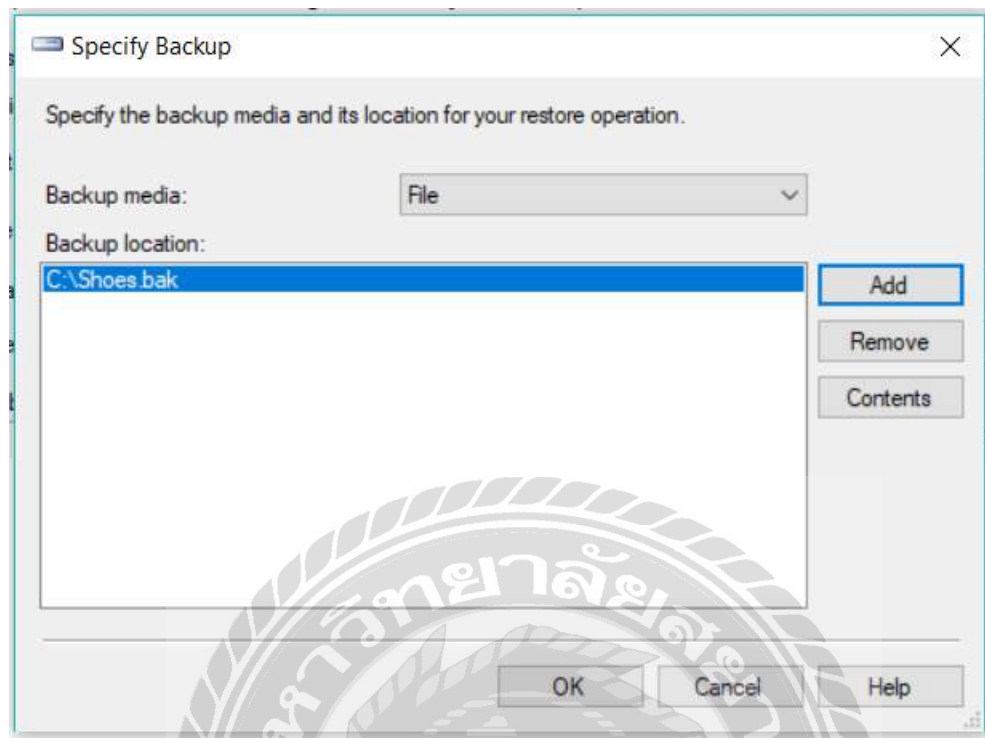 Specify Backup
Specify the backup media and its location for your restore operation.
Backup media:
File
Backup location:
C:\Shoes.bak
Add
Remove
Contents
OK
Cancel
Help